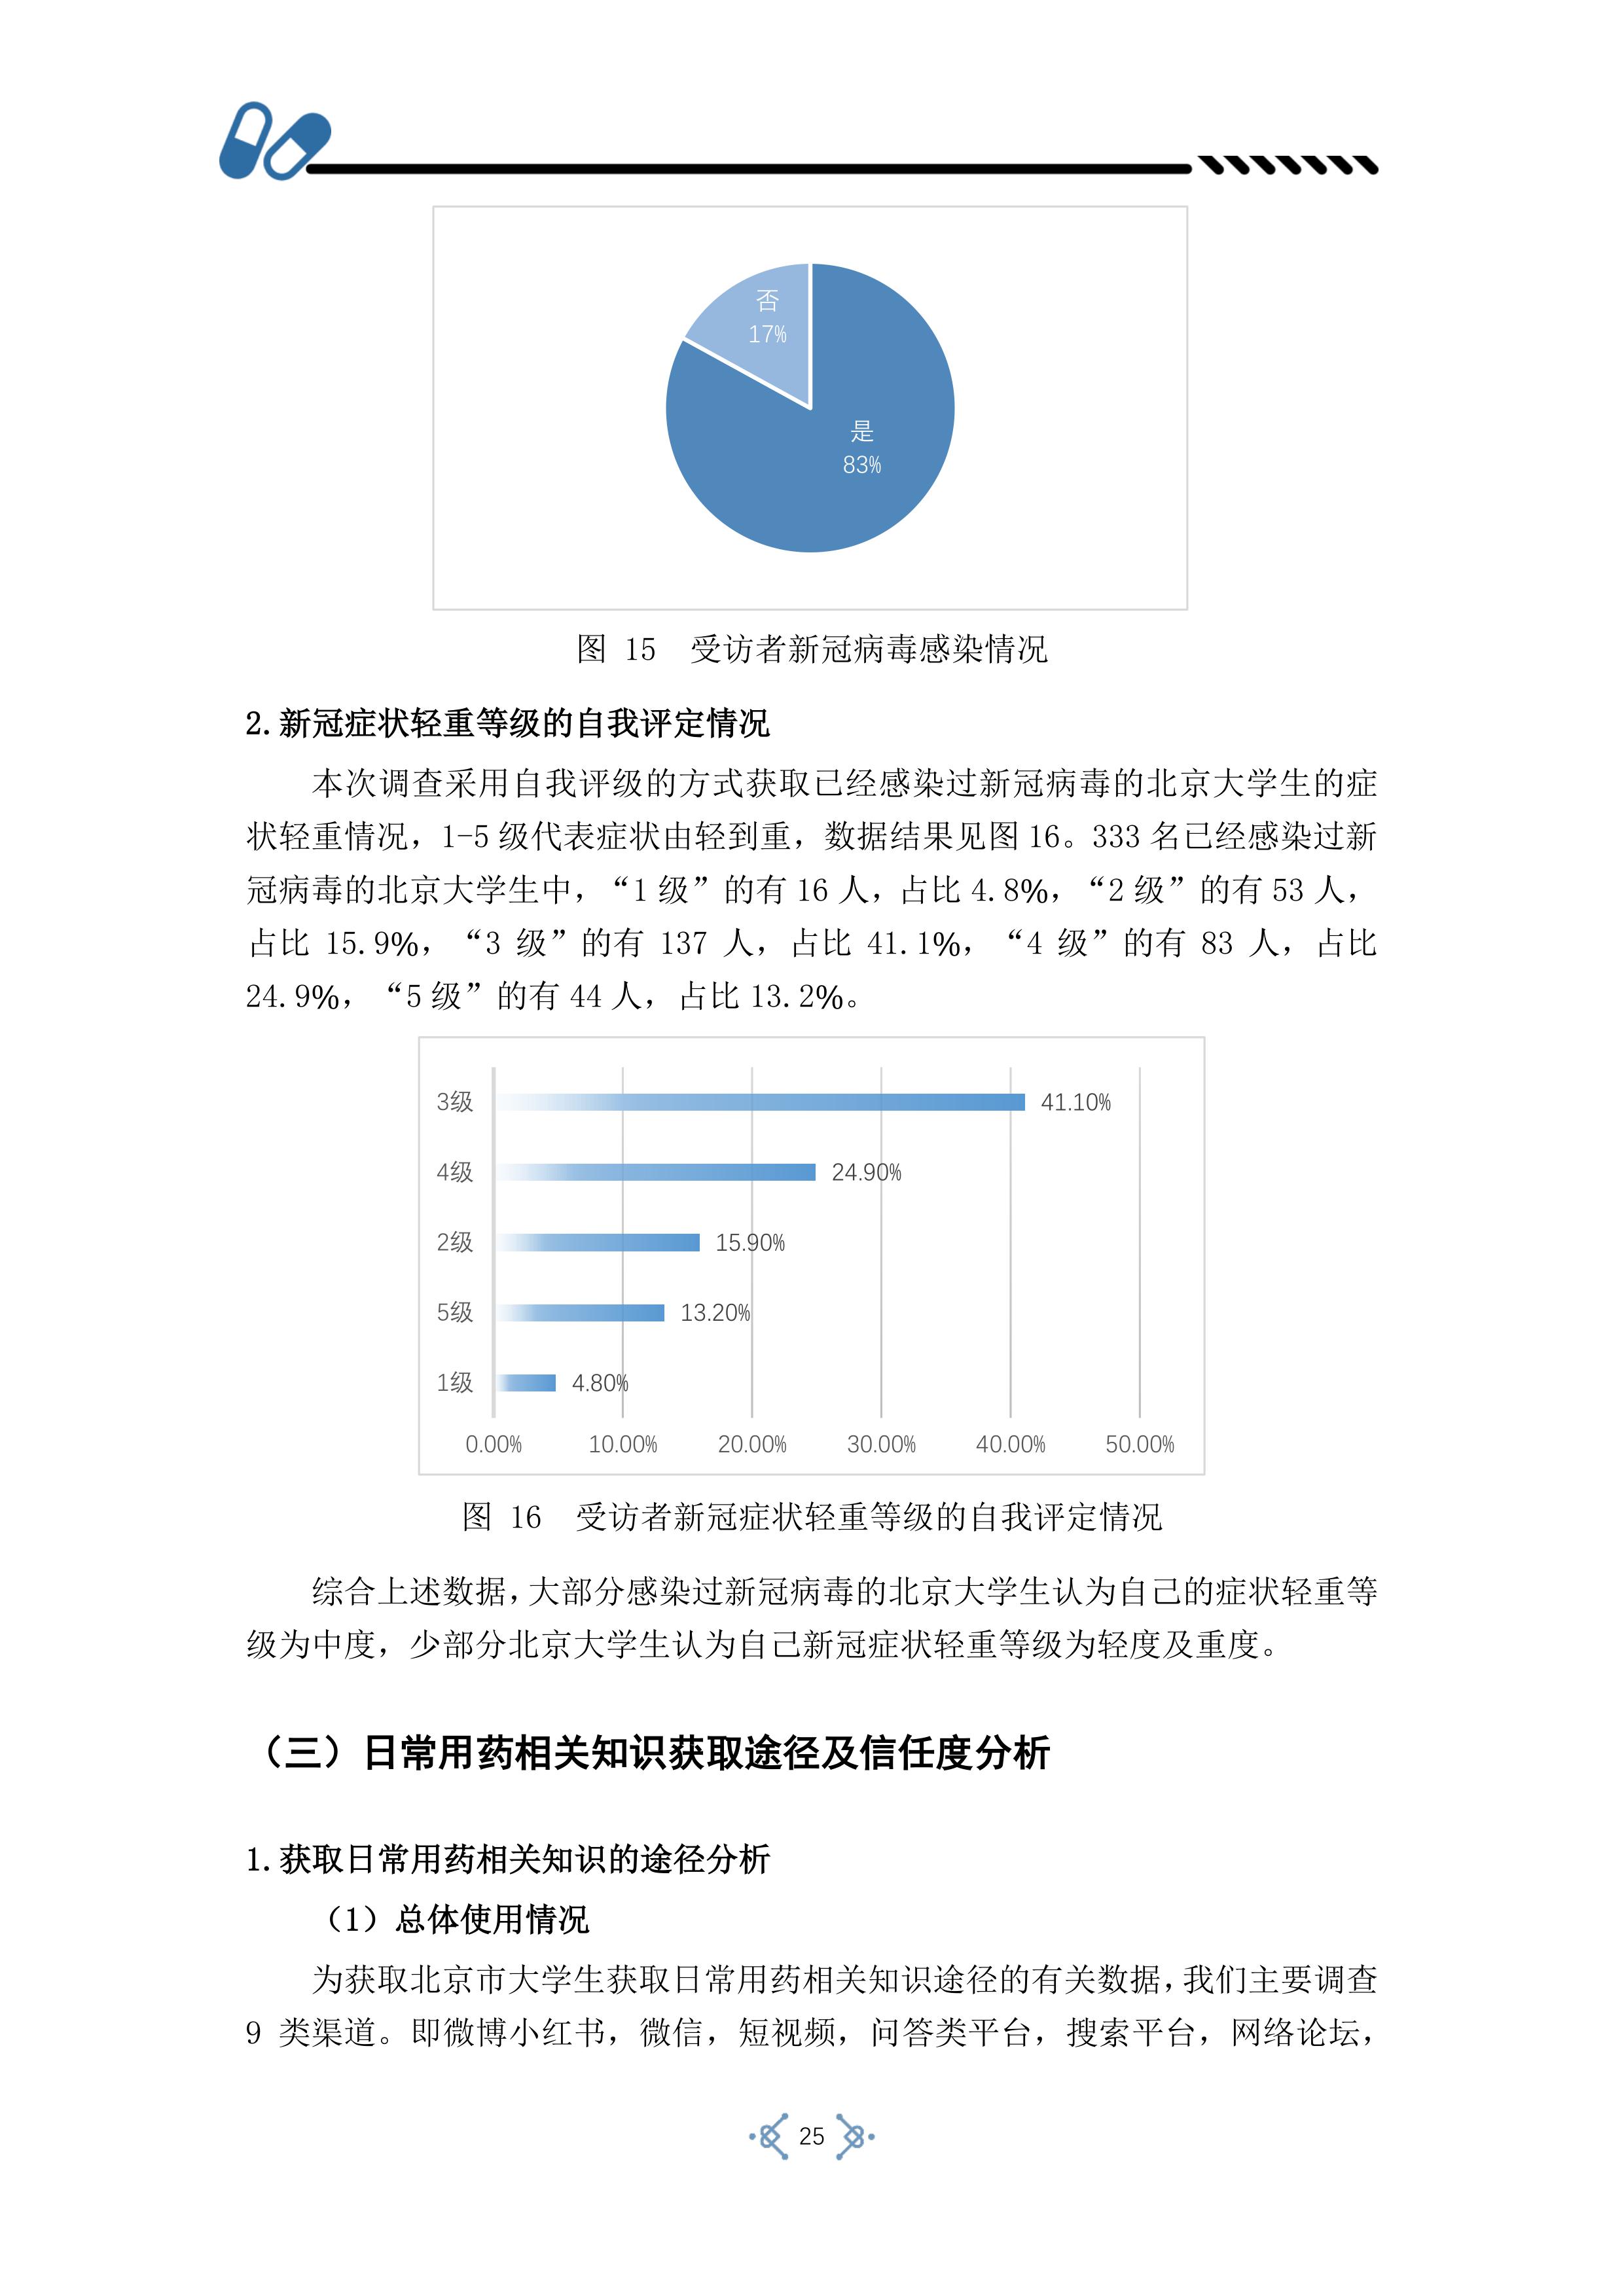 否
17%
是
83%
图 15 受访者新冠病毒感染情况
2.新冠症状轻重等级的自我评定情况
本次调查采用自我评级的方式获取已经感染过新冠病毒的北京大学生的症
状轻重情况，1-5 级代表症状由轻到重，数据结果见图 16。333 名已经感染过新
冠病毒的北京大学生中，“1 级”的有 16 人，占比 4.8%，“2 级”的有 53 人，
占比 15.9%，“3 级”的有 137 人，占比 41.1%，“4 级”的有 83 人，占比
24.9%，“5 级”的有 44 人，占比 13.2%。
3级 41.10%
4级 24.90%
2级 15.90%
5级 13.20%
1级 4.80%
0.00% 10.00% 20.00% 30.00% 40.00% 50.00%
图 16 受访者新冠症状轻重等级的自我评定情况
综合上述数据，大部分感染过新冠病毒的北京大学生认为自己的症状轻重等
级为中度，少部分北京大学生认为自己新冠症状轻重等级为轻度及重度。
（三）日常用药相关知识获取途径及信任度分析
1.获取日常用药相关知识的途径分析
（1）总体使用情况
为获取北京市大学生获取日常用药相关知识途径的有关数据，我们主要调查
9 类渠道。即微博小红书，微信，短视频，问答类平台，搜索平台，网络论坛，
25